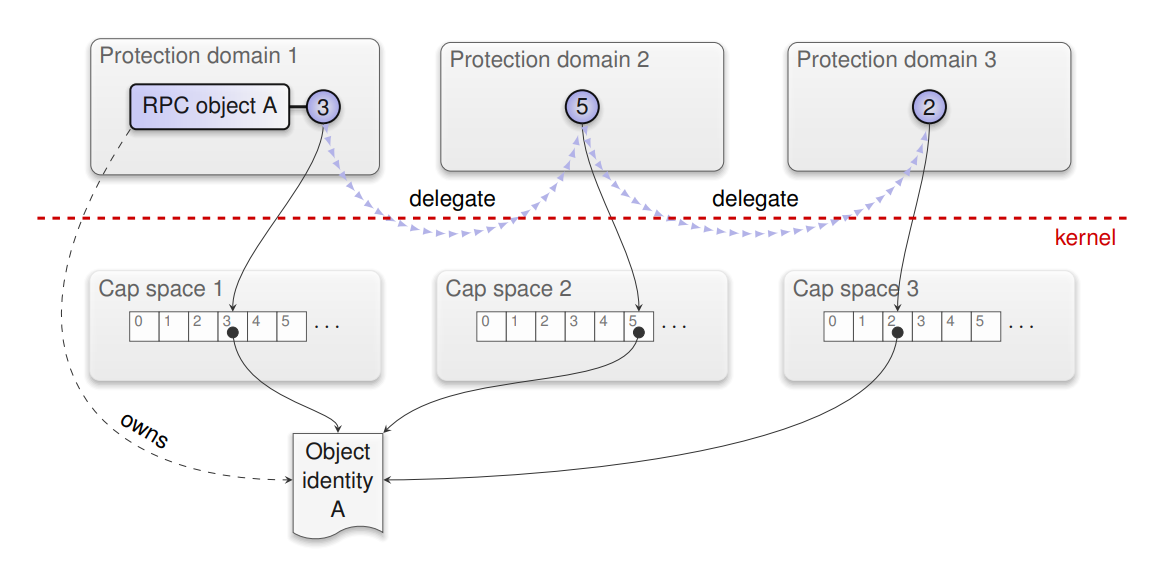 Protection domain 1
Protection domain 2
Protection domain 3
RPC object A
3
5
2
delegate
delegate
kernel
Cap space 1
Cap space 2
Cap space 3
0 1 2 3 4 5 ...
0 1 2 3 4 5 ...
0 1 2 3 4 5 ...
owns
Object
identity
A